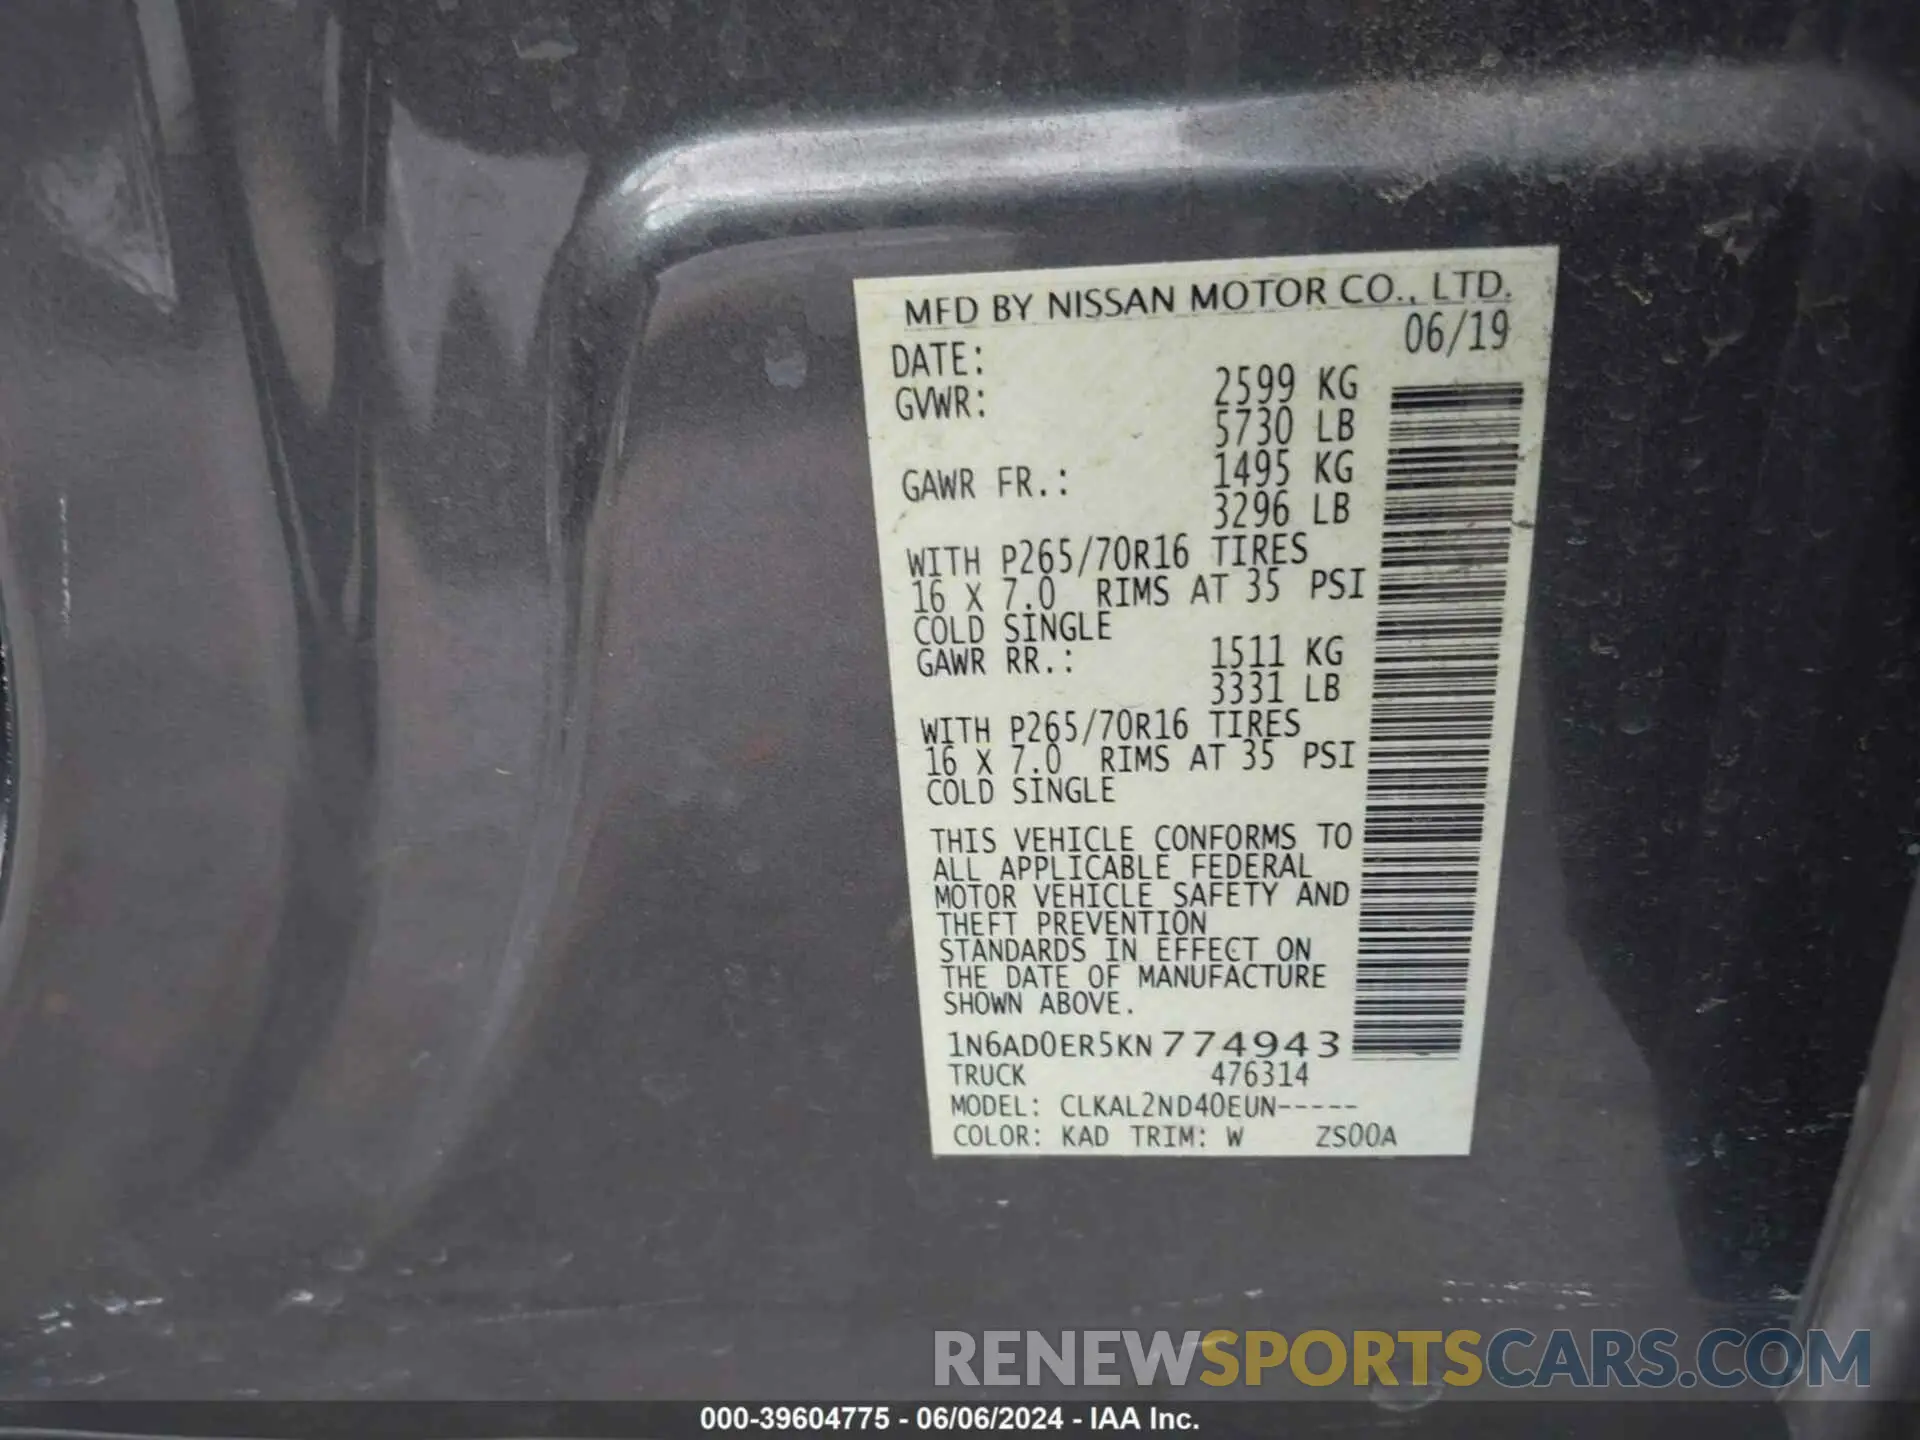 MFD BY NISSAN MOTOR CO., LTD.
DATE: 06/19
GVWR: 2599 KG
5730 LB
GAWR FR.: 1495 KG
3296 LB
WITH P265/70R16 TIRES
16 X 7.0 RIMS AT 35 PSI
COLD SINGLE
GAWR RR.: 1511 KG
3331 LB
WITH P265/70R16 TIRES
16 X 7.0 RIMS AT 35 PSI
COLD SINGLE
THIS VEHICLE CONFORMS TO
ALL APPLICABLE FEDERAL
MOTOR VEHICLE SAFETY AND
THEFT PREVENTION
STANDARDS IN EFFECT ON
THE DATE OF MANUFACTURE
SHOWN ABOVE.
1N6AD0ER5KN774943
TRUCK 476314
MODEL: CLKAL2ND40EUN-----
COLOR: KAD TRIM: W ZS00A
RENEWSPORTSCARS.COM
000-39604775 - 06/06/2024 - IAA Inc.